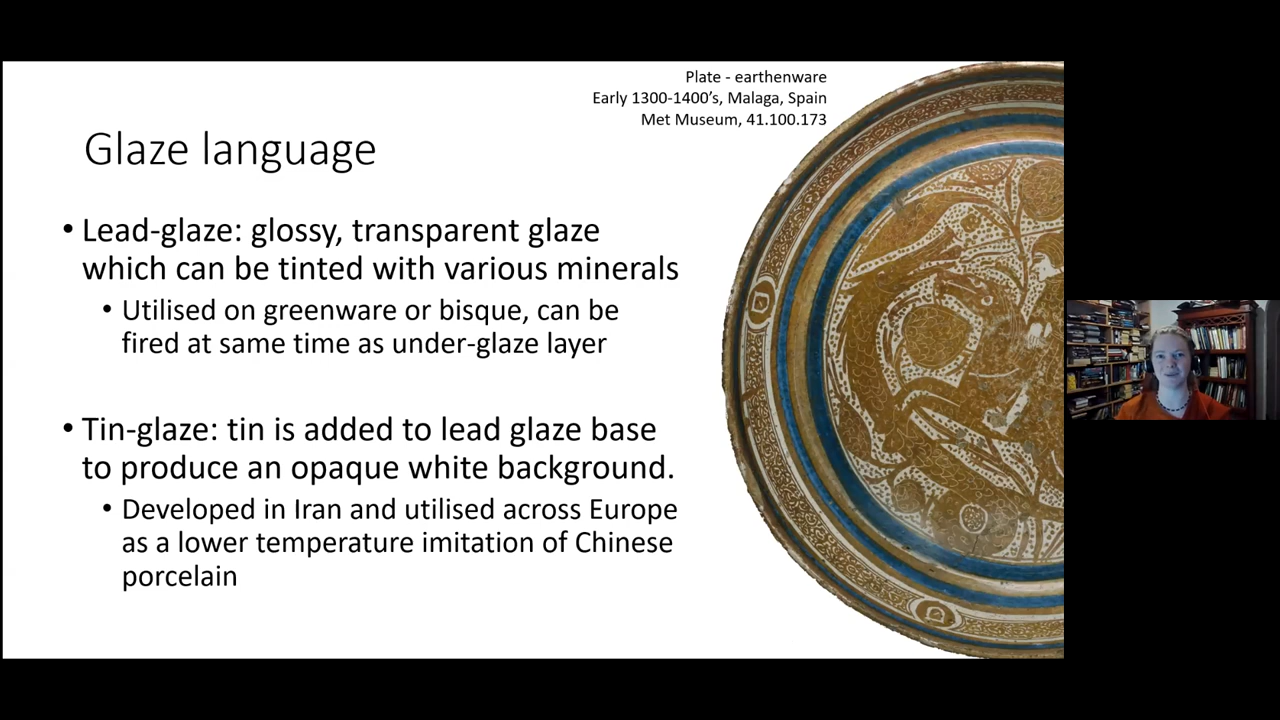 Plate - earthenware
Early 1300-1400’s, Malaga, Spain
Met Museum, 41.100.173
Glaze language
• Lead-glaze: glossy, transparent glaze
which can be tinted with various minerals
• Utilised on greenware or bisque, can be
fired at same time as under-glaze layer
• Tin-glaze: tin is added to lead glaze base
to produce an opaque white background.
• Developed in Iran and utilised across Europe
as a lower temperature imitation of Chinese
porcelain